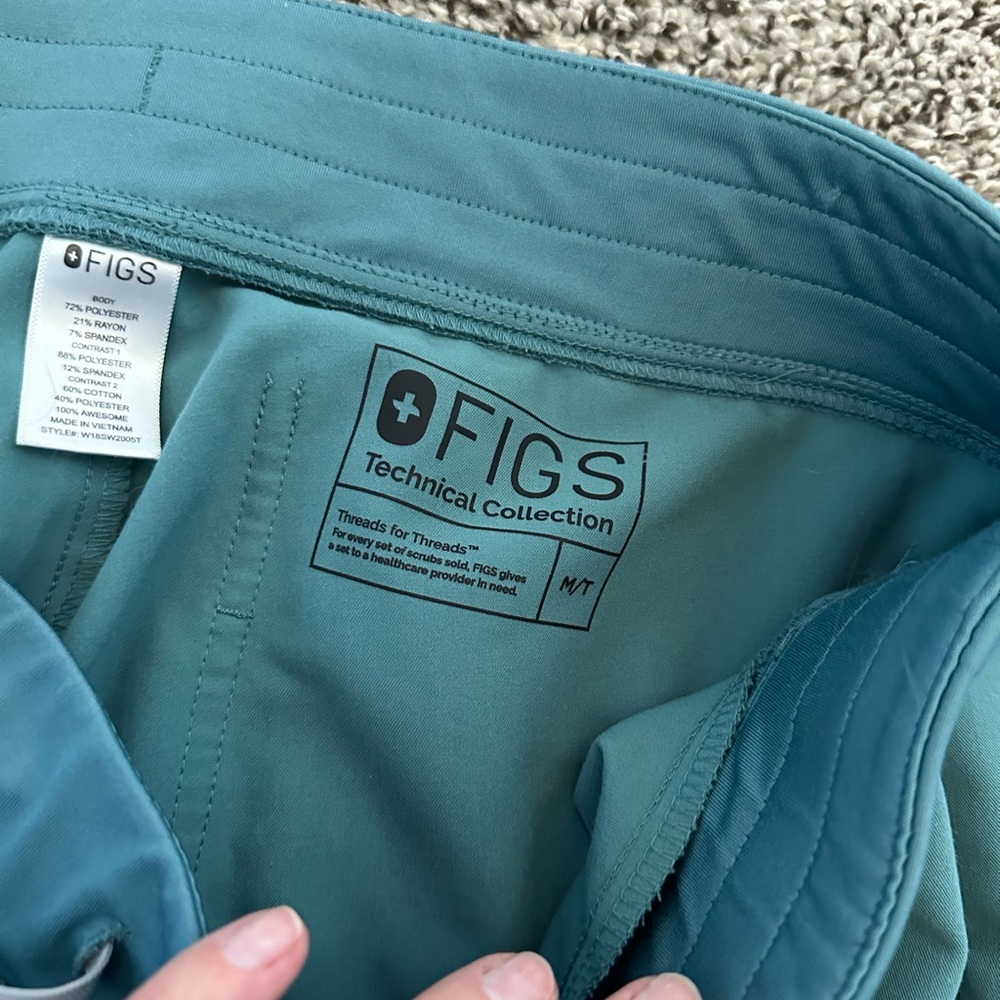 FIGS
BODY
72% POLYESTER
21% RAYON
7% SPANDEX
CONTRAST 1
88% POLYESTER
12% SPANDEX
CONTRAST 2
60% COTTON
40% POLYESTER
100% AWESOME
MADE IN VIETNAM
STYLE#: W18SW2005T
FIGS
Technical Collection
Threads for Threads™
For every set of scrubs sold, FIGS gives
a set to a healthcare provider in need.
M/T